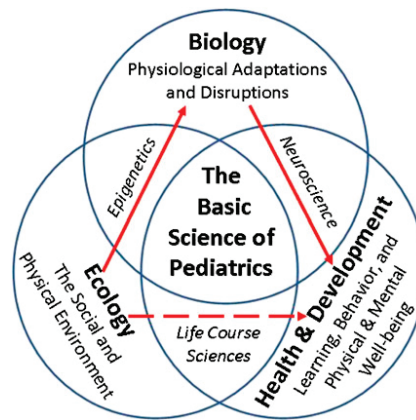 Biology
Physiological Adaptations
and Disruptions
Epigenetics
Neuroscience
The
Basic
Science of
Pediatrics
Ecology
The Social and
Physical Environment
Life Course
Sciences
Health & Development
Learning, Behavior, and
Physical & Mental
Well-being